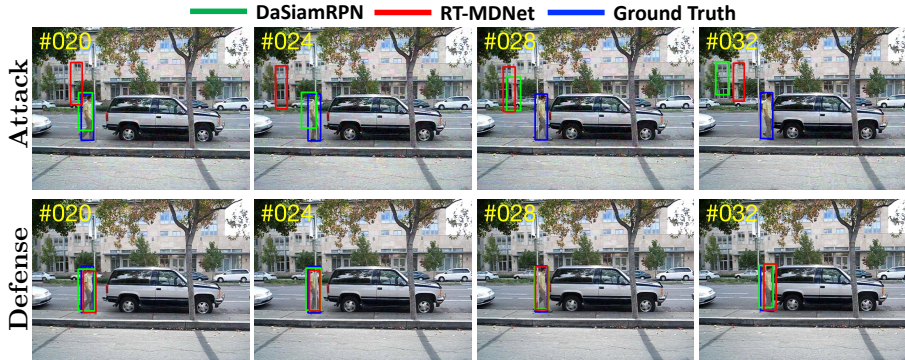 DaSiamRPN RT-MDNet Ground Truth
Attack
#020 #024 #028 #032
Defense
#020 #024 #028 #032